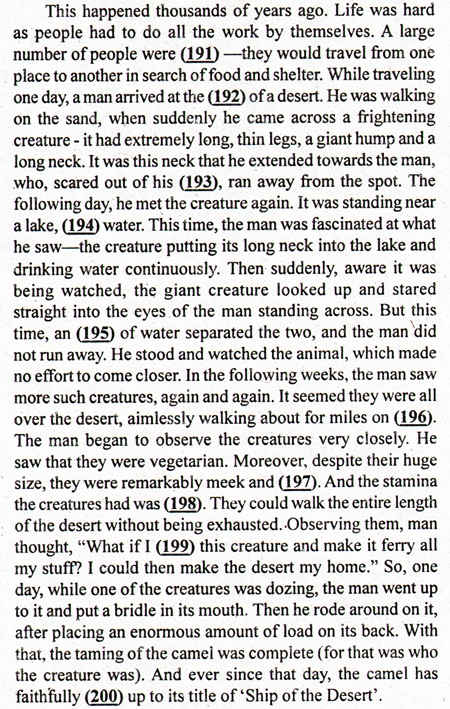 This happened thousands of years ago. Life was hard
as people had to do all the work by themselves. A large
number of people were (191) —they would travel from one
place to another in search of food and shelter. While traveling
one day, a man arrived at the (192) of a desert. He was walking
on the sand, when suddenly he came across a frightening
creature - it had extremely long, thin legs, a giant hump and a
long neck. It was this neck that he extended towards the man,
who, scared out of his (193), ran away from the spot. The
following day, he met the creature again. It was standing near
a lake, (194) water. This time, the man was fascinated at what
he saw—the creature putting its long neck into the lake and
drinking water continuously. Then suddenly, aware it was
being watched, the giant creature looked up and stared
straight into the eyes of the man standing across. But this
time, an (195) of water separated the two, and the man did
not run away. He stood and watched the animal, which made
no effort to come closer. In the following weeks, the man saw
more such creatures, again and again. It seemed they were all
over the desert, aimlessly walking about for miles on (196).
The man began to observe the creatures very closely. He
saw that they were vegetarian. Moreover, despite their huge
size, they were remarkably meek and (197). And the stamina
the creatures had was (198). They could walk the entire length
of the desert without being exhausted. Observing them, man
thought, “What if I (199) this creature and make it ferry all
my stuff? I could then make the desert my home.” So, one
day, while one of the creatures was dozing, the man went up
to it and put a bridle in its mouth. Then he rode around on it,
after placing an enormous amount of load on its back. With
that, the taming of the camel was complete (for that was who
the creature was). And ever since that day, the camel has
faithfully (200) up to its title of ‘Ship of the Desert’.